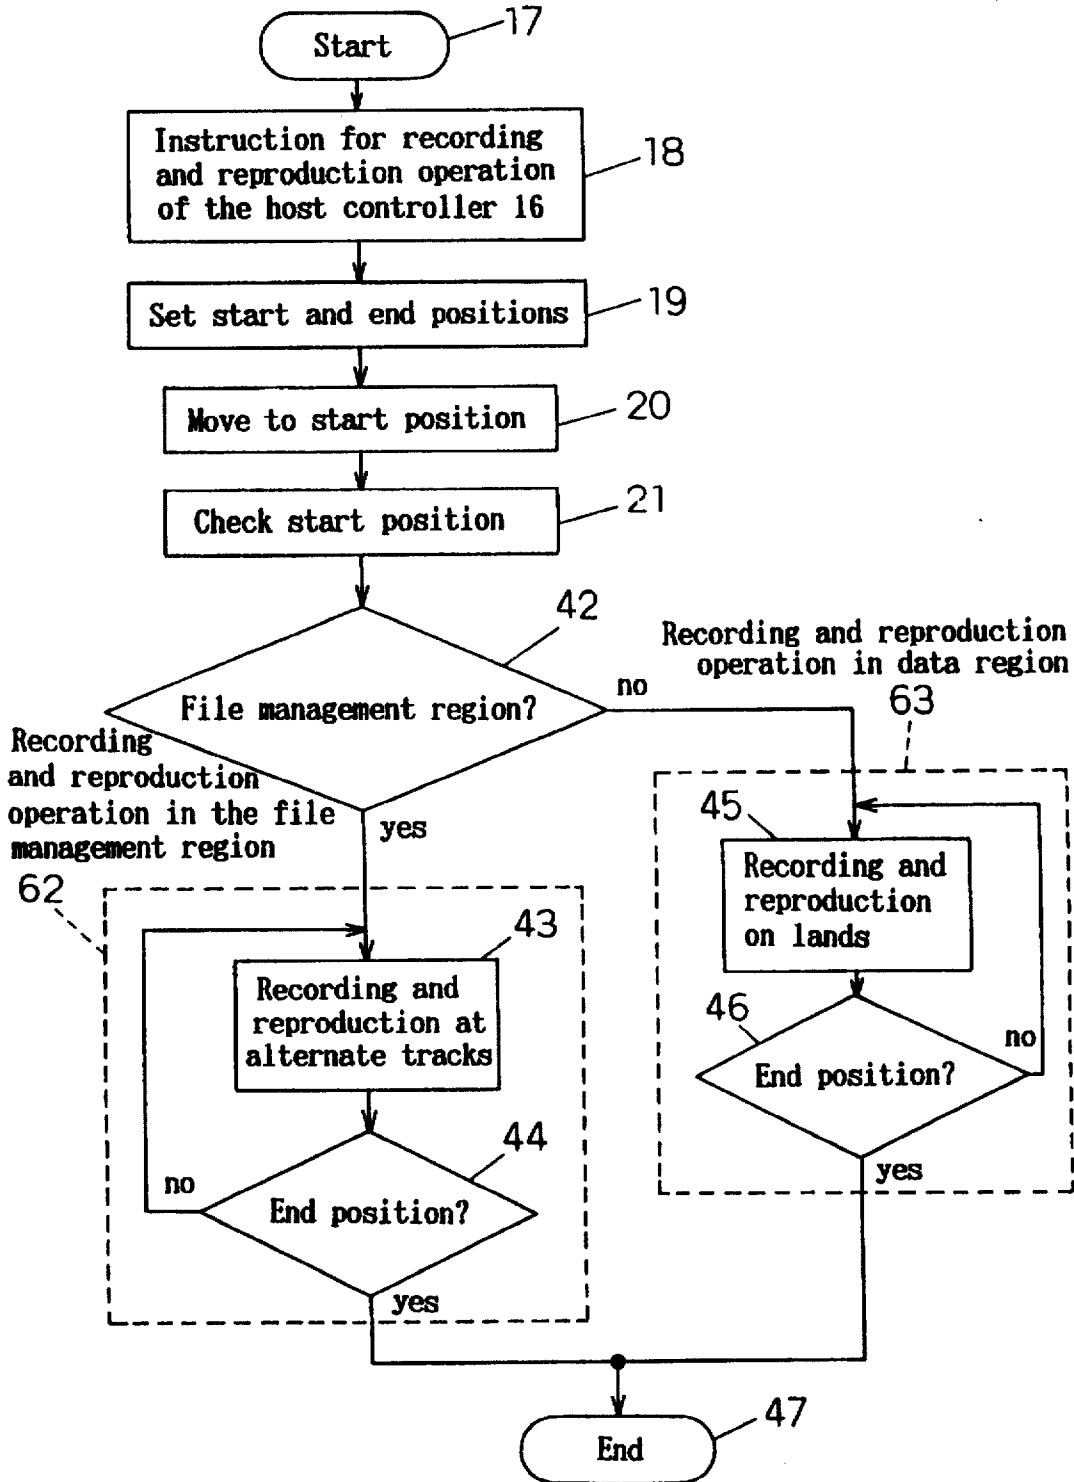 Start
17
Instruction for recording
and reproduction operation
of the host controller 16
18
Set start and end positions
19
Move to start position
20
Check start position
21
42
File management region?
no
yes
Recording and reproduction
operation in data region
63
Recording
and reproduction
operation in the file
management region
62
43
Recording and
reproduction at
alternate tracks
44
End position?
no
yes
45
Recording and
reproduction
on lands
46
End position?
no
yes
47
End